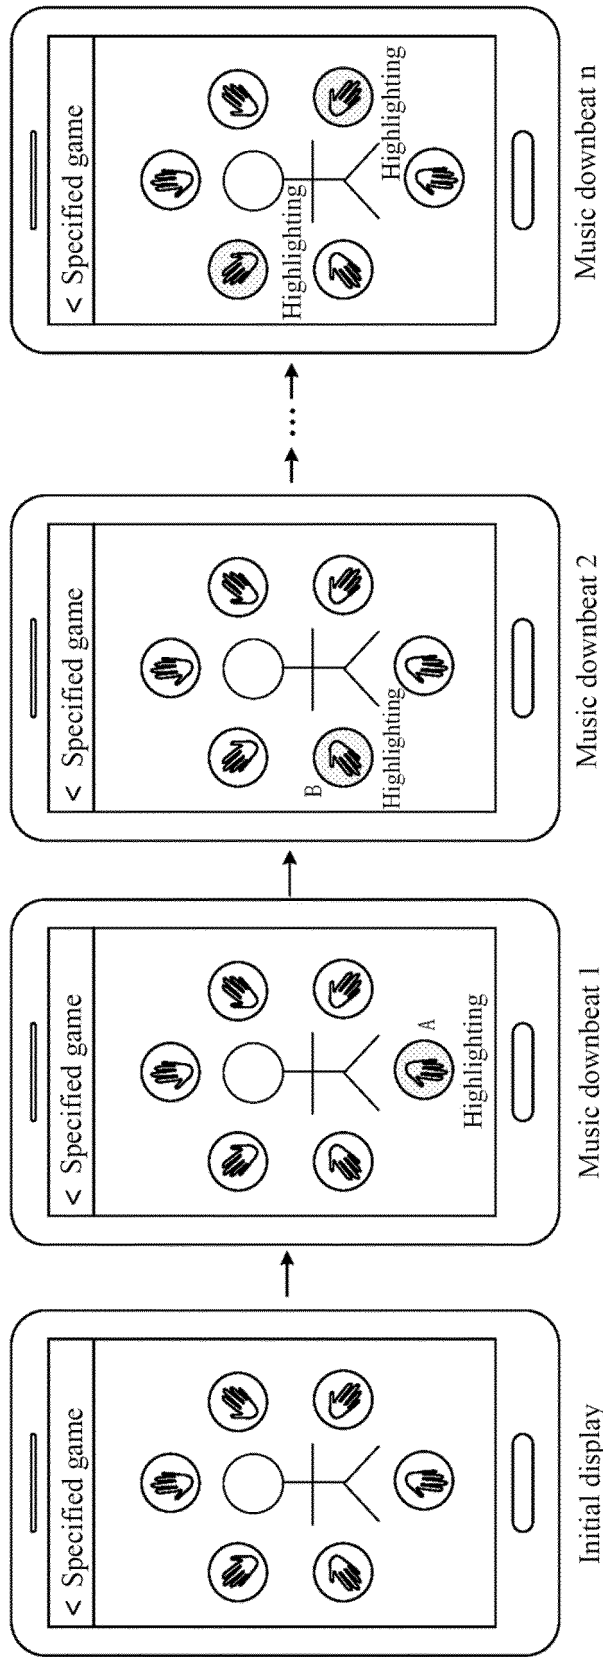 < Specified game
Initial display
< Specified game
A
Highlighting
Music downbeat 1
< Specified game
B
Highlighting
Music downbeat 2
...
< Specified game
Highlighting
Highlighting
Music downbeat n